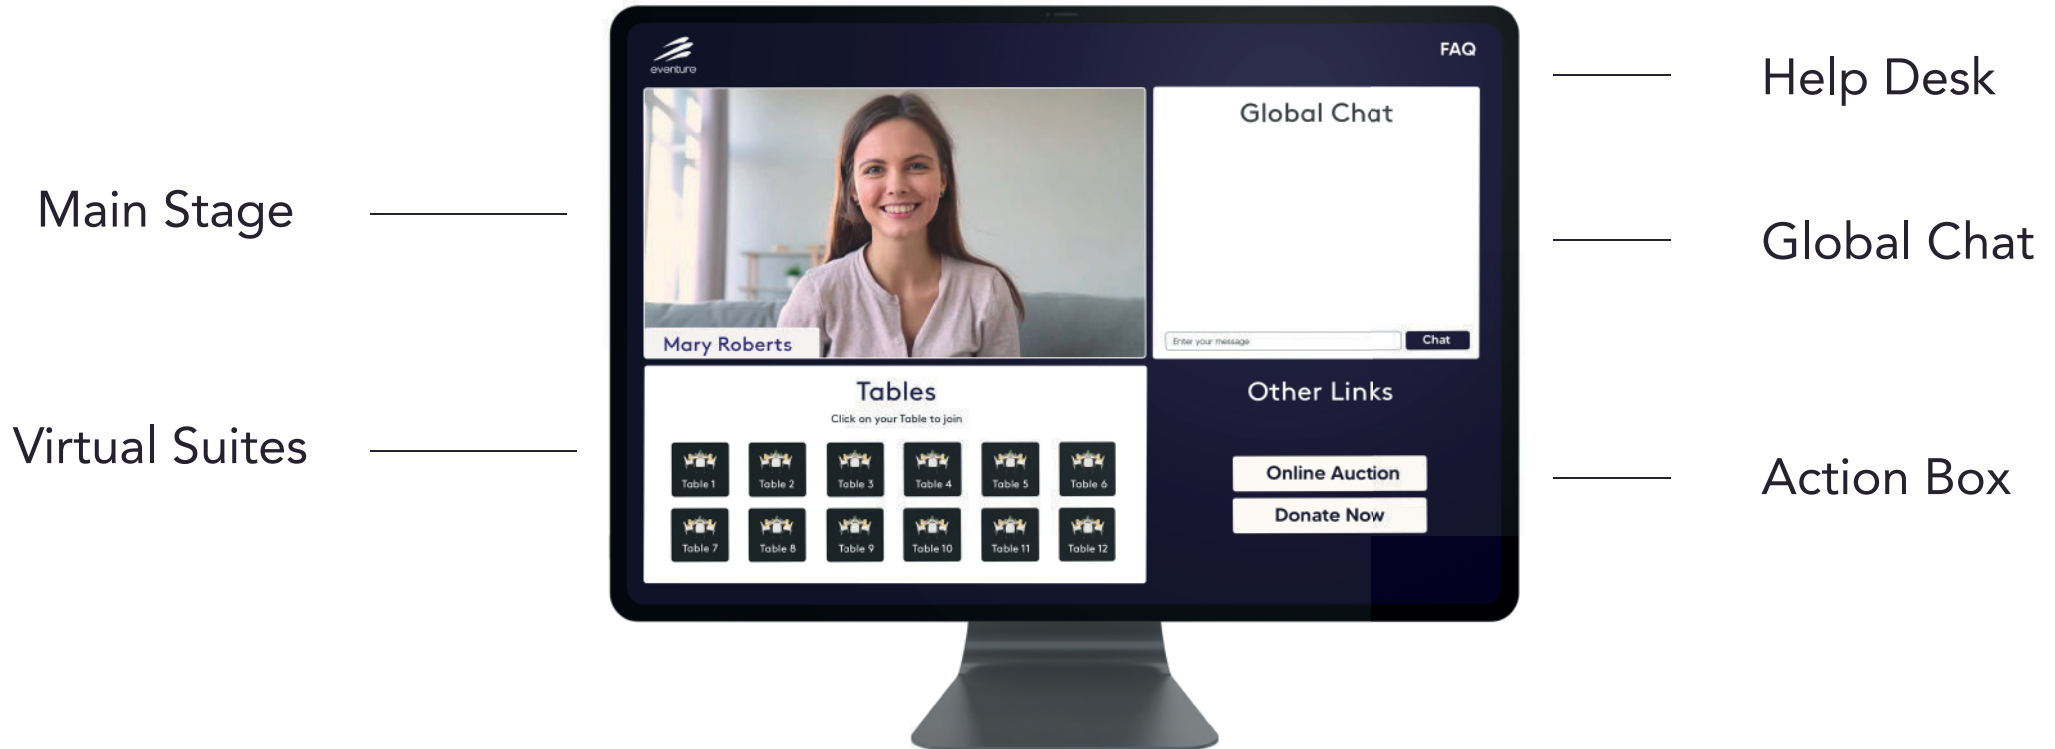 Main Stage
Virtual Suites
eventure
FAQ
Mary Roberts
Global Chat
Enter your message
Chat
Tables
Click on your Table to join
Table 1
Table 2
Table 3
Table 4
Table 5
Table 6
Table 7
Table 8
Table 9
Table 10
Table 11
Table 12
Other Links
Online Auction
Donate Now
Help Desk
Global Chat
Action Box